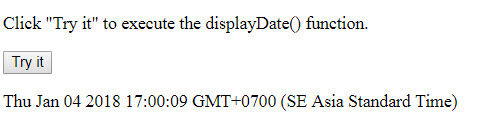 Click "Try it" to execute the displayDate() function.
Try it
Thu Jan 04 2018 17:00:09 GMT+0700 (SE Asia Standard Time)